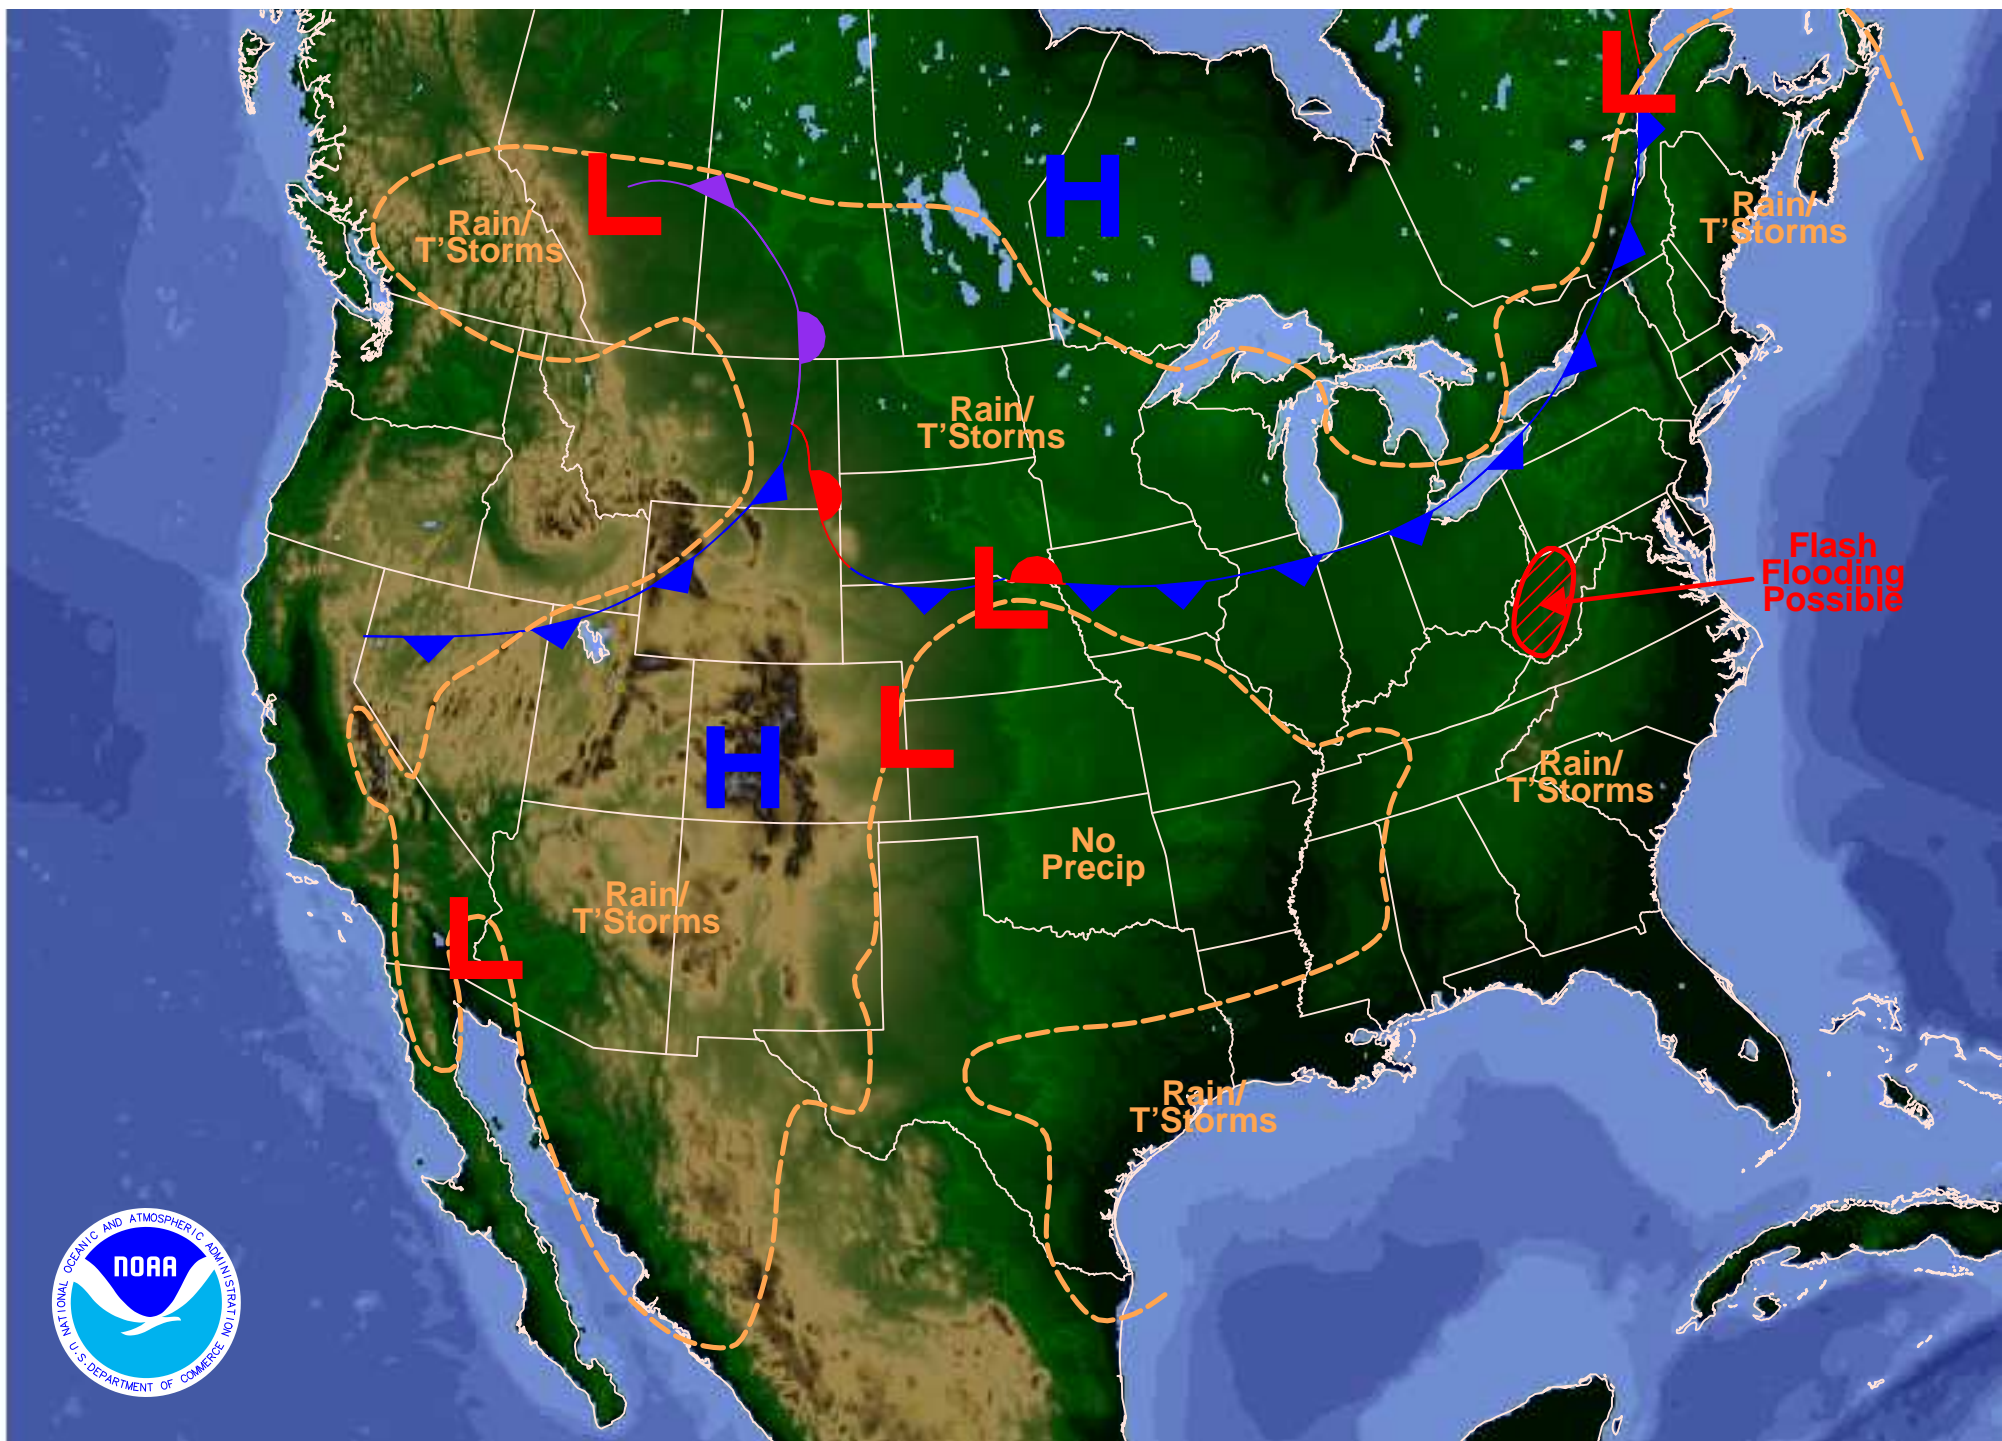 L
L
H
Rain/
T'Storms
Rain/
T'Storms
Rain/
T'Storms
L
Flash
Flooding
Possible
L
H
Rain/
T'Storms
No
Precip
Rain/
T'Storms
L
Rain/
T'Storms
NATIONAL OCEANIC AND ATMOSPHERIC ADMINISTRATION
NOAA
U.S. DEPARTMENT OF COMMERCE